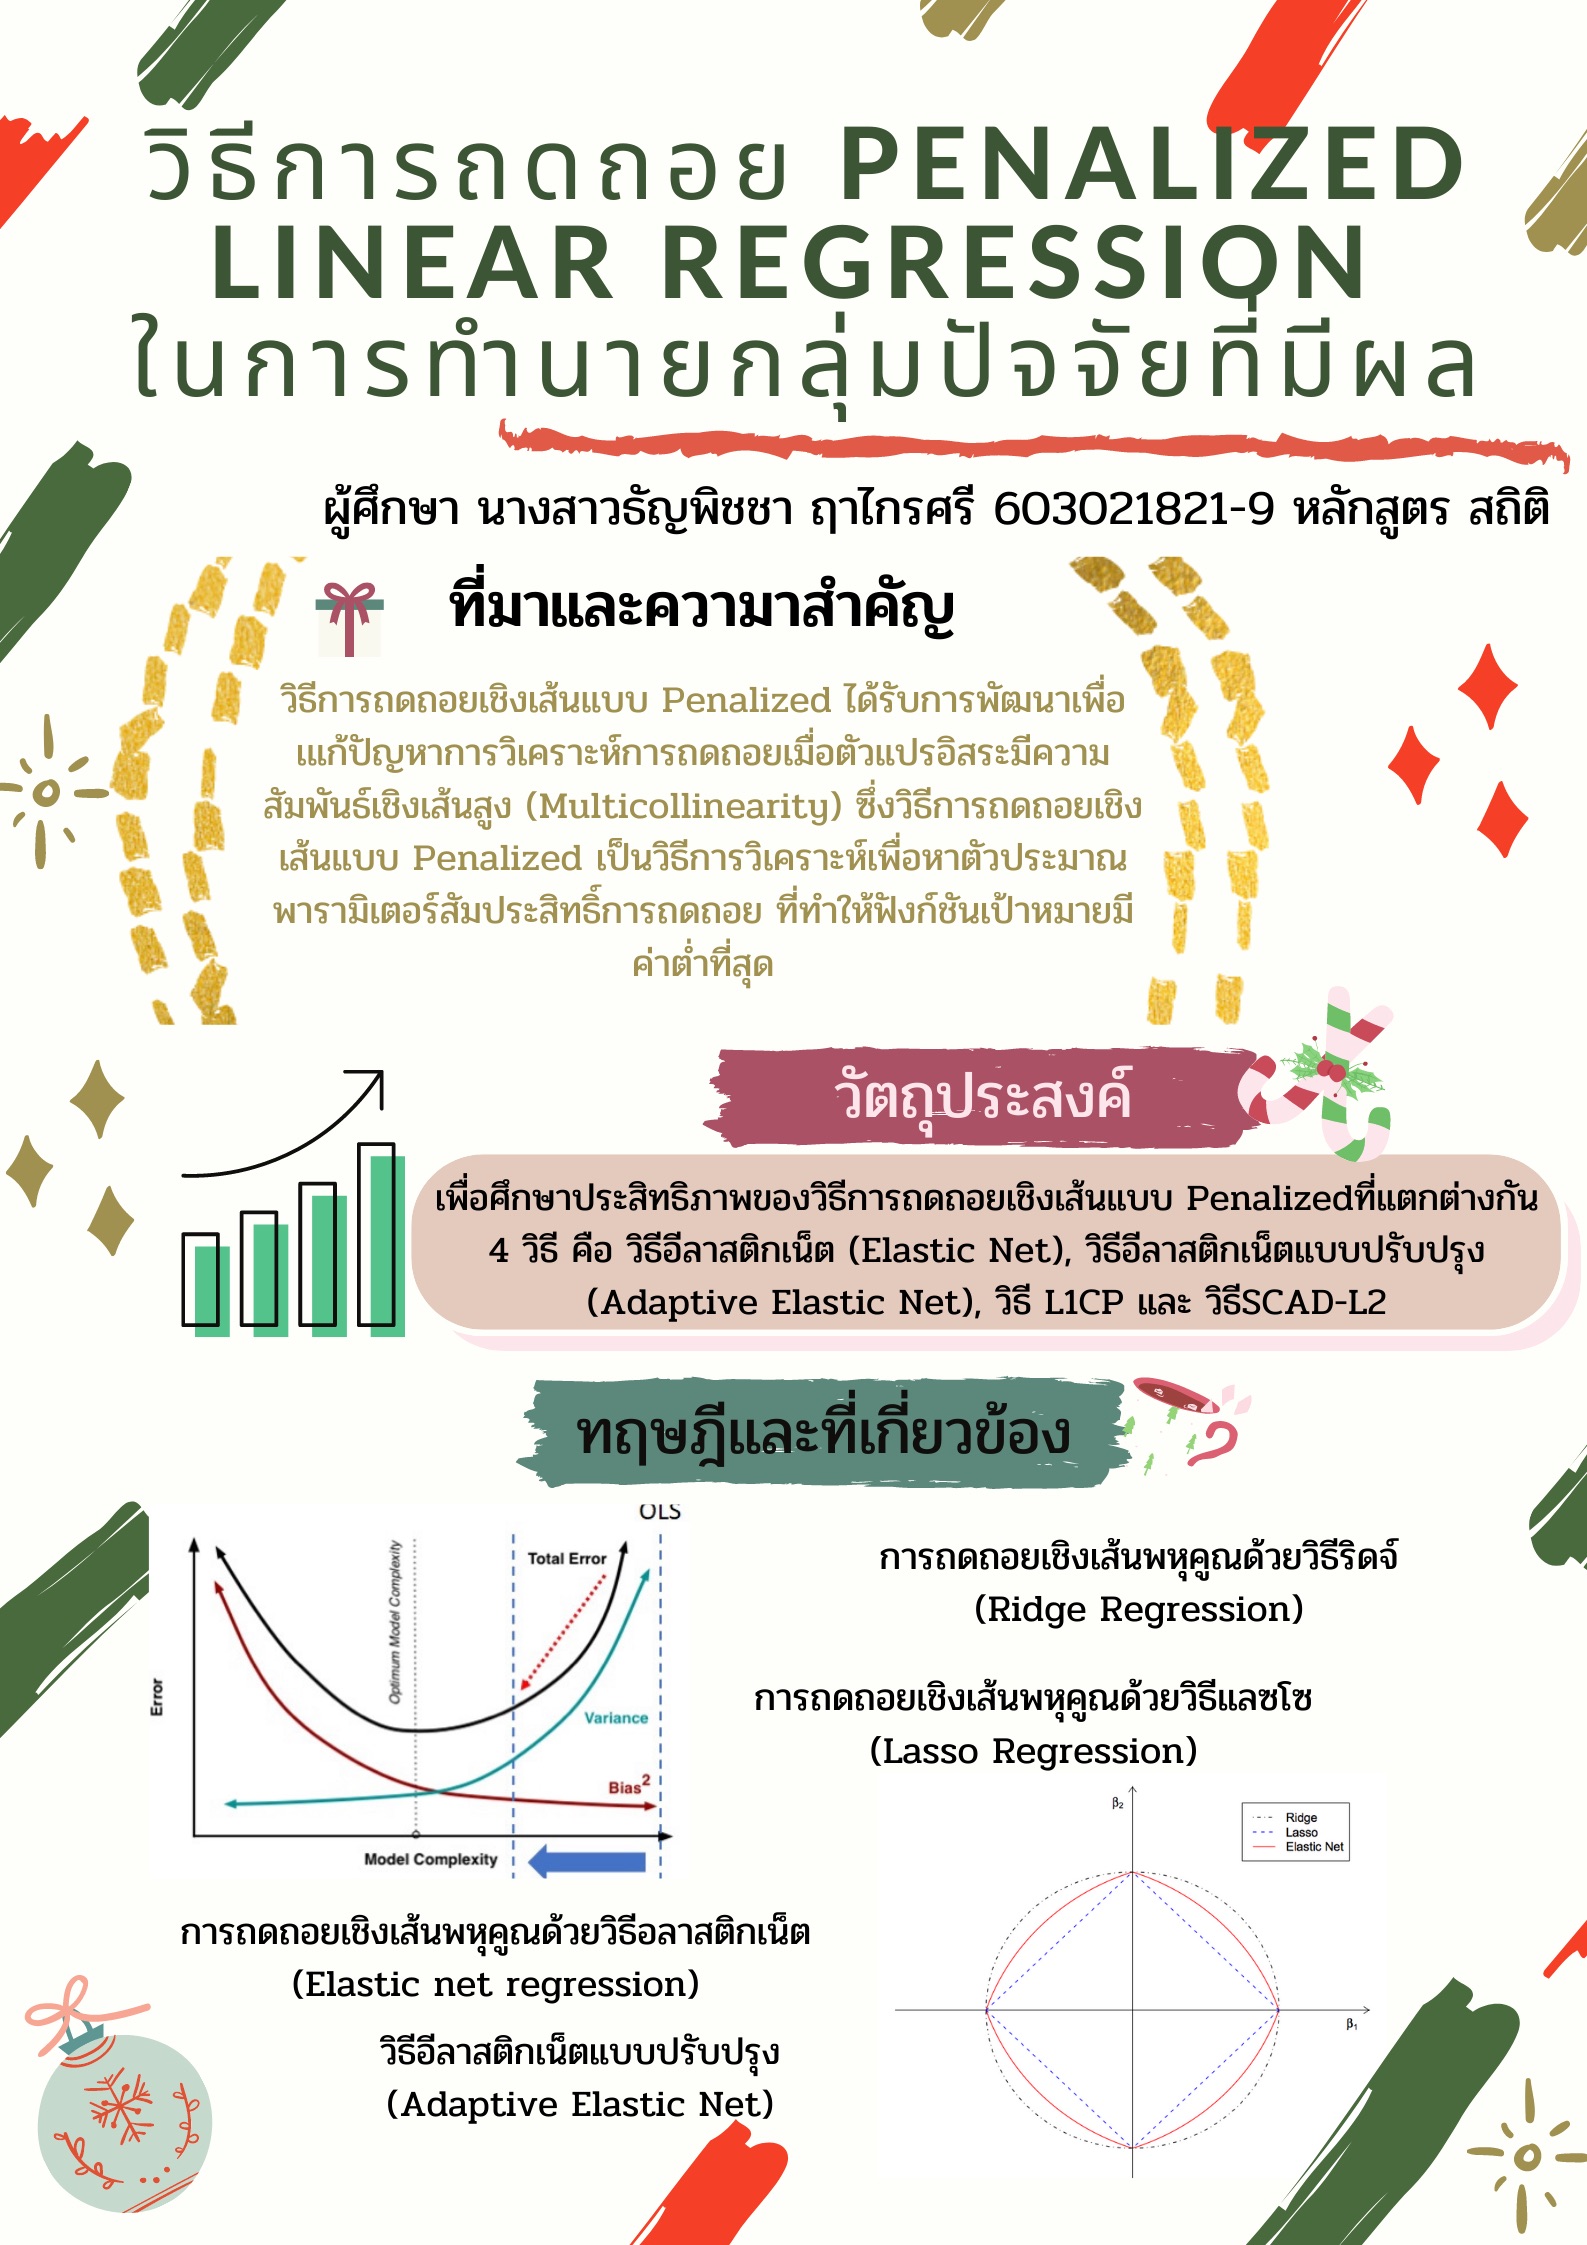 วิธีการถดถอย PENALIZED
LINEAR REGRESSION
ในการทำนายกลุ่มปัจจัยที่มีผล
ผู้ศึกษา นางสาวธัญพิชชา ฤาไกรศรี 603021821-9 หลักสูตร สถิติ
ที่มาและความาสำคัญ
วิธีการถดถอยเชิงเส้นแบบ Penalized ได้รับการพัฒนาเพื่อ
แแก้ปัญหาการวิเคราะห์การถดถอยเมื่อตัวแปรอิสระมีความ
สัมพันธ์เชิงเส้นสูง (Multicollinearity) ซึ่งวิธีการถดถอยเชิง
เส้นแบบ Penalized เป็นวิธีการวิเคราะห์เพื่อหาตัวประมาณ
พารามิเตอร์สัมประสิทธิ์การถดถอย ที่ทำให้ฟังก์ชันเป้าหมายมี
ค่าต่ำที่สุด
วัตถุประสงค์
เพื่อศึกษาประสิทธิภาพของวิธีการถดถอยเชิงเส้นแบบ Penalizedที่แตกต่างกัน
4 วิธี คือ วิธีอีลาสติกเน็ต (Elastic Net), วิธีอีลาสติกเน็ตแบบปรับปรุง
(Adaptive Elastic Net), วิธี L1CP และ วิธีSCAD-L2
ทฤษฎีและที่เกี่ยวข้อง
OLS
Total Error
Optimum Model Complexity
Error
Variance
Bias²
Model Complexity
การถดถอยเชิงเส้นพหุคูณด้วยวิธีริดจ์
(Ridge Regression)
การถดถอยเชิงเส้นพหุคูณด้วยวิธีแลซโซ
(Lasso Regression)
β₂
Ridge
Lasso
Elastic Net
β₁
การถดถอยเชิงเส้นพหุคูณด้วยวิธีอลาสติกเน็ต
(Elastic net regression)
วิธีอีลาสติกเน็ตแบบปรับปรุง
(Adaptive Elastic Net)